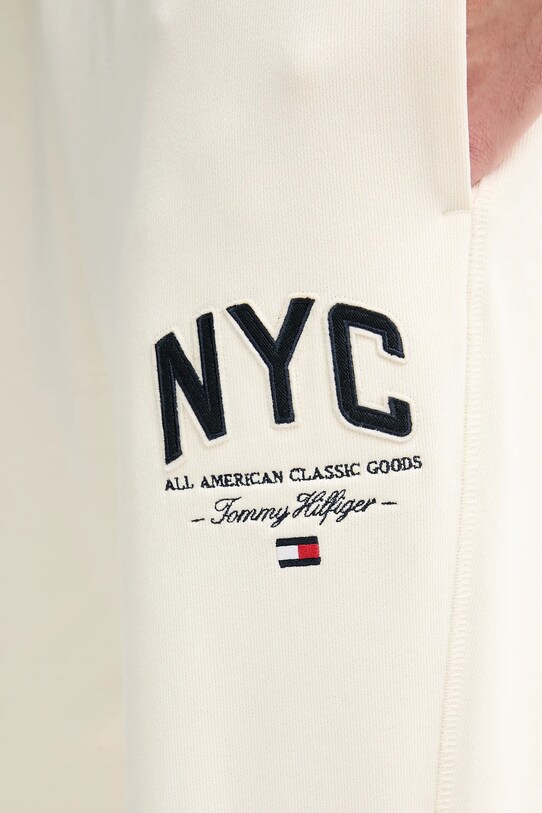 NYC
ALL AMERICAN CLASSIC GOODS
- Tommy Hilfiger -